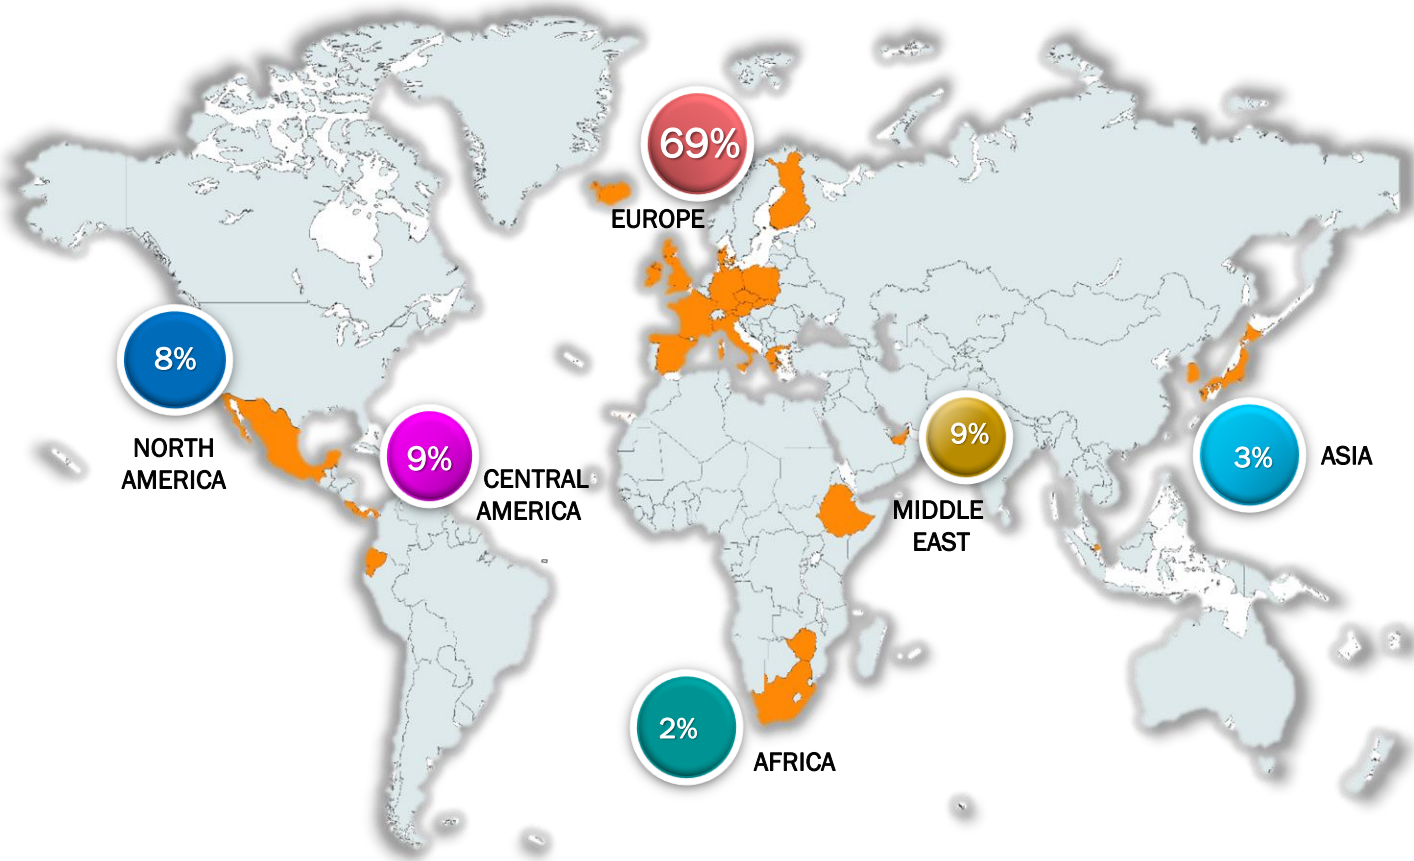 69%
EUROPE
8%
NORTH
AMERICA
9%
CENTRAL
AMERICA
9%
MIDDLE
EAST
3%
ASIA
2%
AFRICA